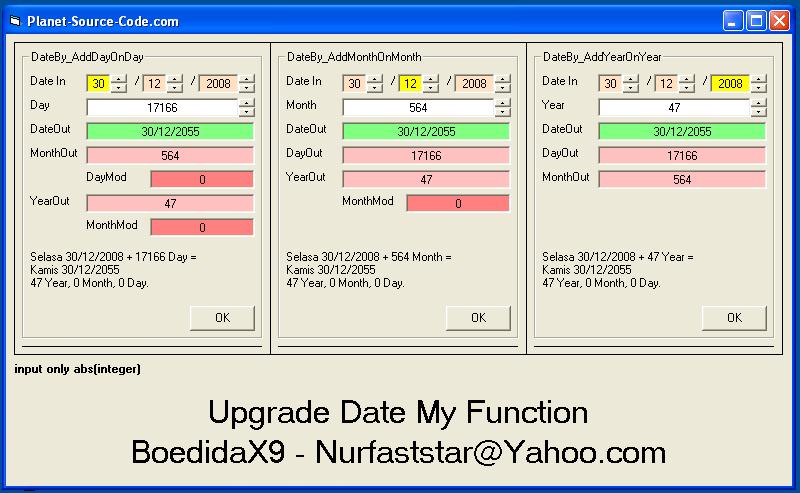 Planet-Source-Code.com
DateBy_AddDayOnDay
Date In 30 / 12 / 2008
Day 17166
DateOut 30/12/2055
MonthOut 564
DayMod 0
YearOut 47
MonthMod 0
Selasa 30/12/2008 + 17166 Day =
Kamis 30/12/2055
47 Year, 0 Month, 0 Day.
OK
DateBy_AddMonthOnMonth
Date In 30 / 12 / 2008
Month 564
DateOut 30/12/2055
DayOut 17166
YearOut 47
MonthMod 0
Selasa 30/12/2008 + 564 Month =
Kamis 30/12/2055
47 Year, 0 Month, 0 Day.
OK
DateBy_AddYearOnYear
Date In 30 / 12 / 2008
Year 47
DateOut 30/12/2055
DayOut 17166
MonthOut 564
Selasa 30/12/2008 + 47 Year =
Kamis 30/12/2055
47 Year, 0 Month, 0 Day.
OK
input only abs(integer)
Upgrade Date My Function
BoedidaX9 - Nurfaststar@Yahoo.com